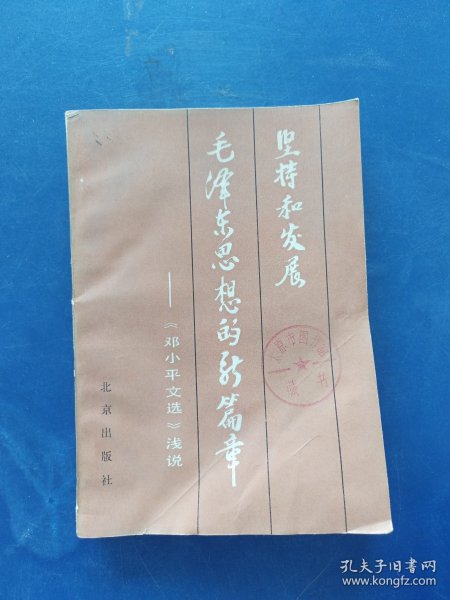 坚持和发展
毛泽东思想的新篇章
——《邓小平文选》浅说
北京出版社
孔夫子旧书网
www.kongfz.com